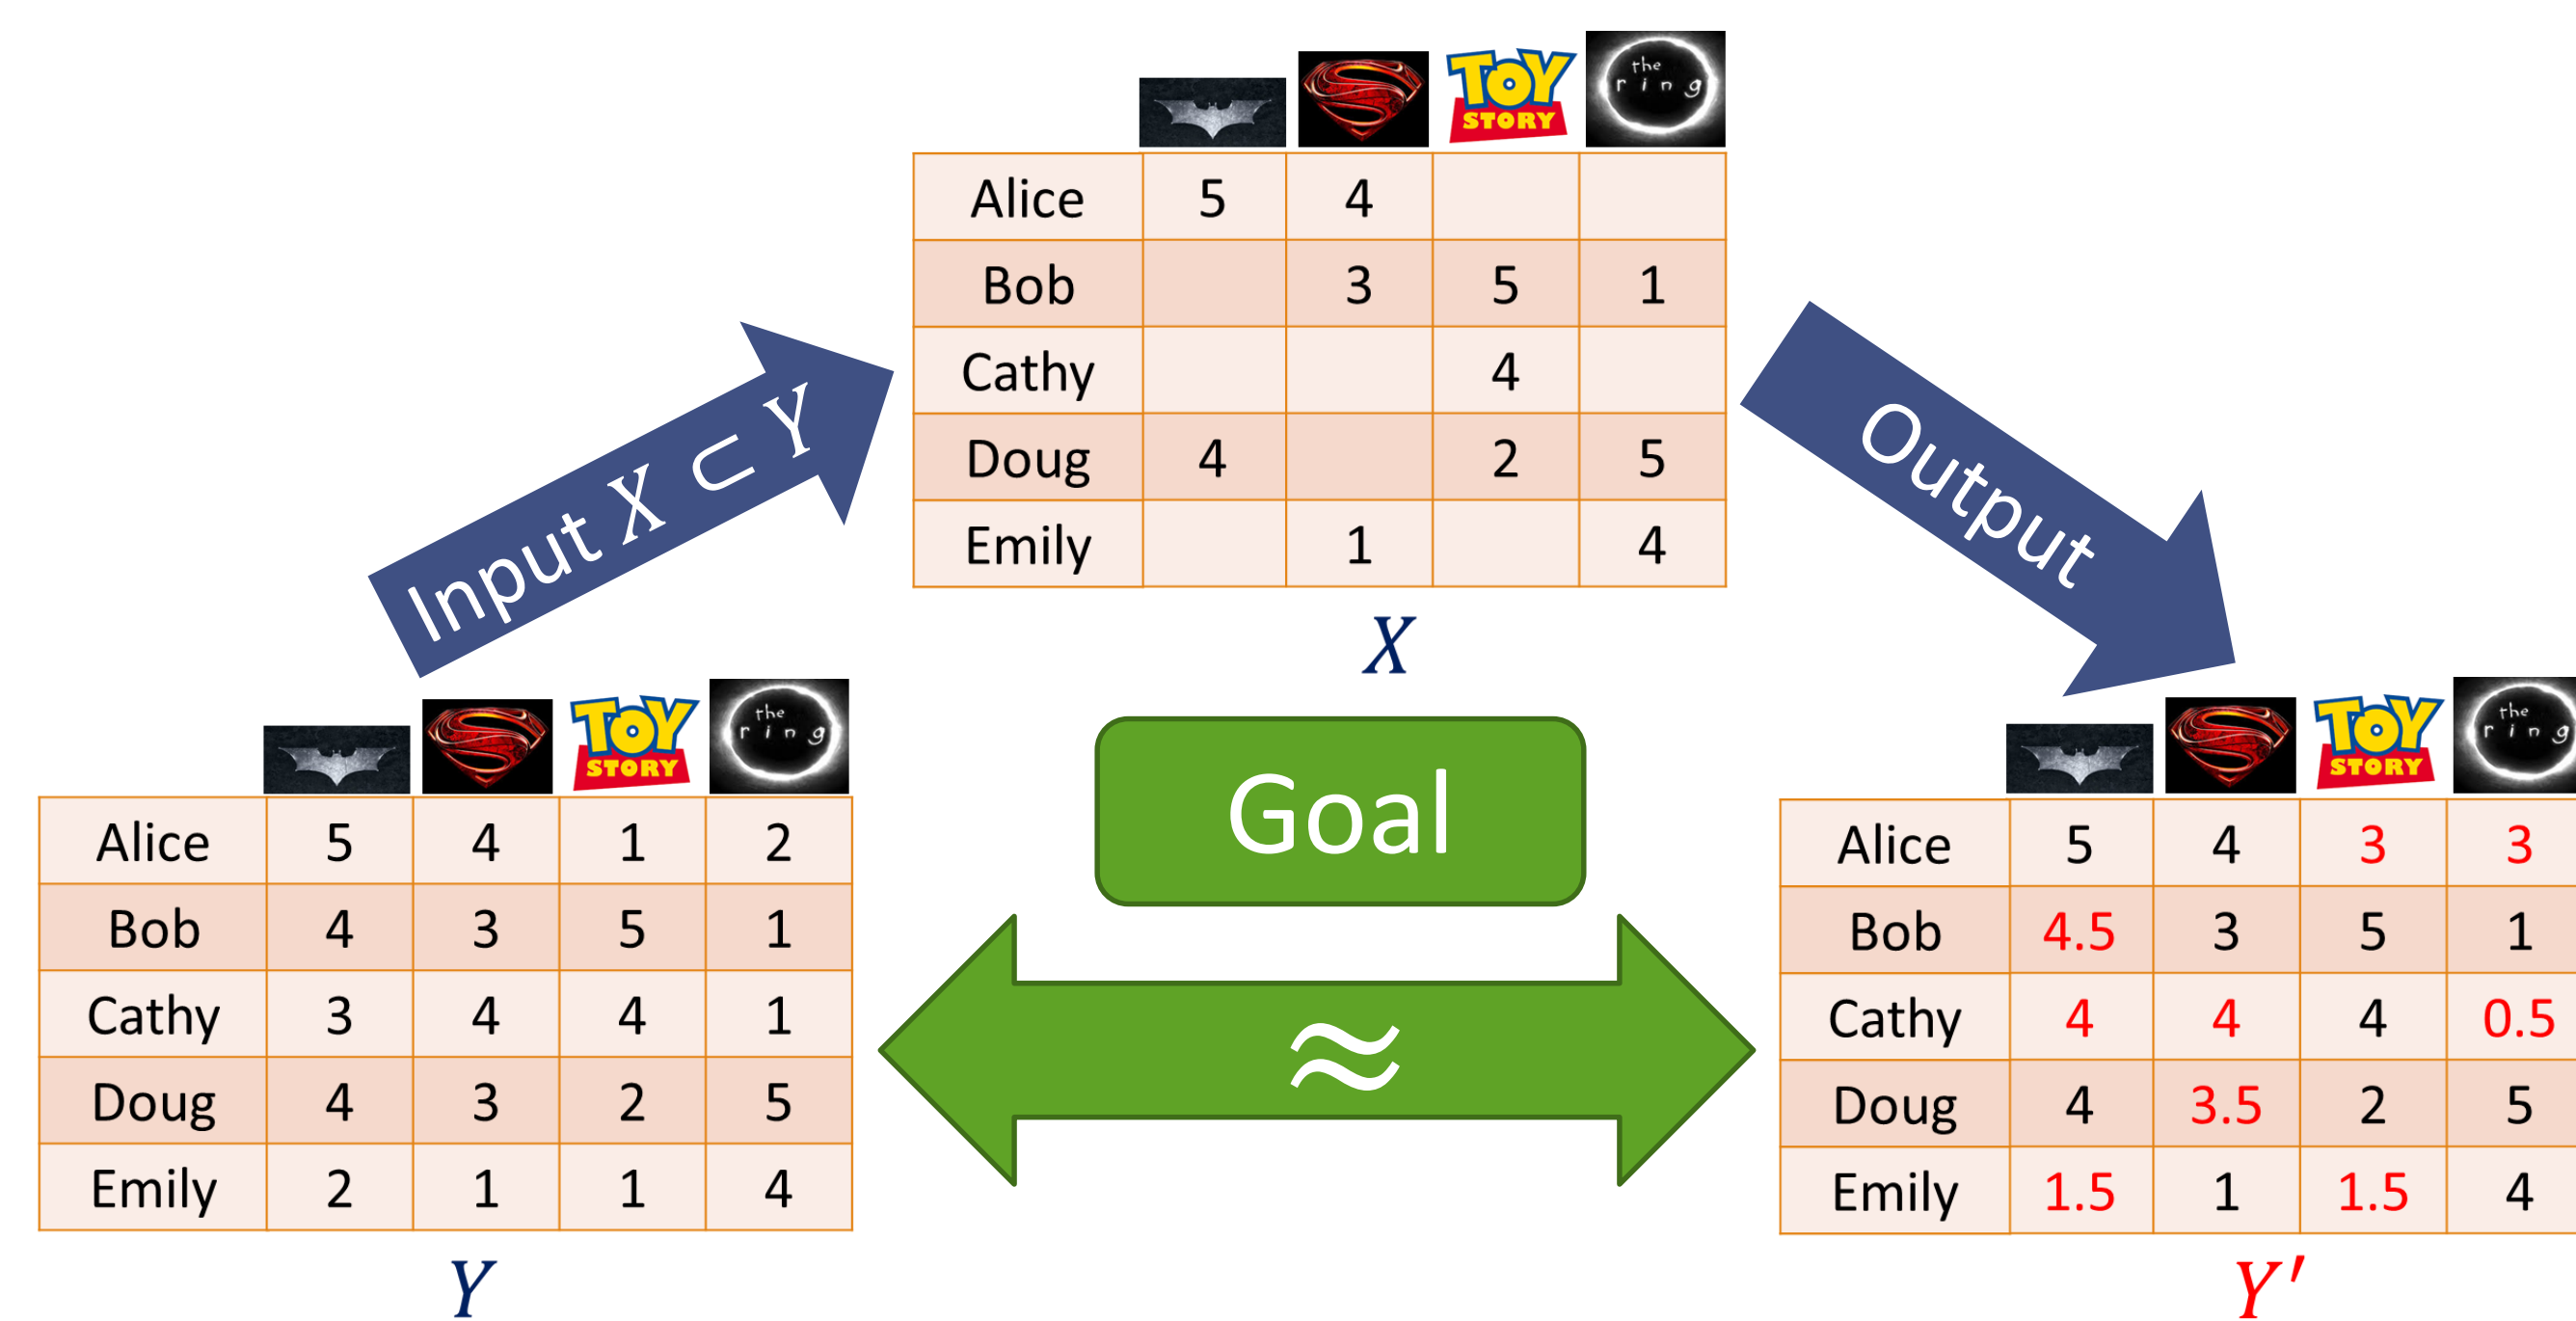 TOY
STORY
the
ring
Alice 5 4
Bob 3 5 1
Cathy 4
Doug 4 2 5
Emily 1 4
X
Input X ⊂ Y
Output
Goal
≈
TOY
STORY
the
ring
Alice 5 4 1 2
Bob 4 3 5 1
Cathy 3 4 4 1
Doug 4 3 2 5
Emily 2 1 1 4
Y
TOY
STORY
the
ring
Alice 5 4 3 3
Bob 4.5 3 5 1
Cathy 4 4 4 0.5
Doug 4 3.5 2 5
Emily 1.5 1 1.5 4
Y'